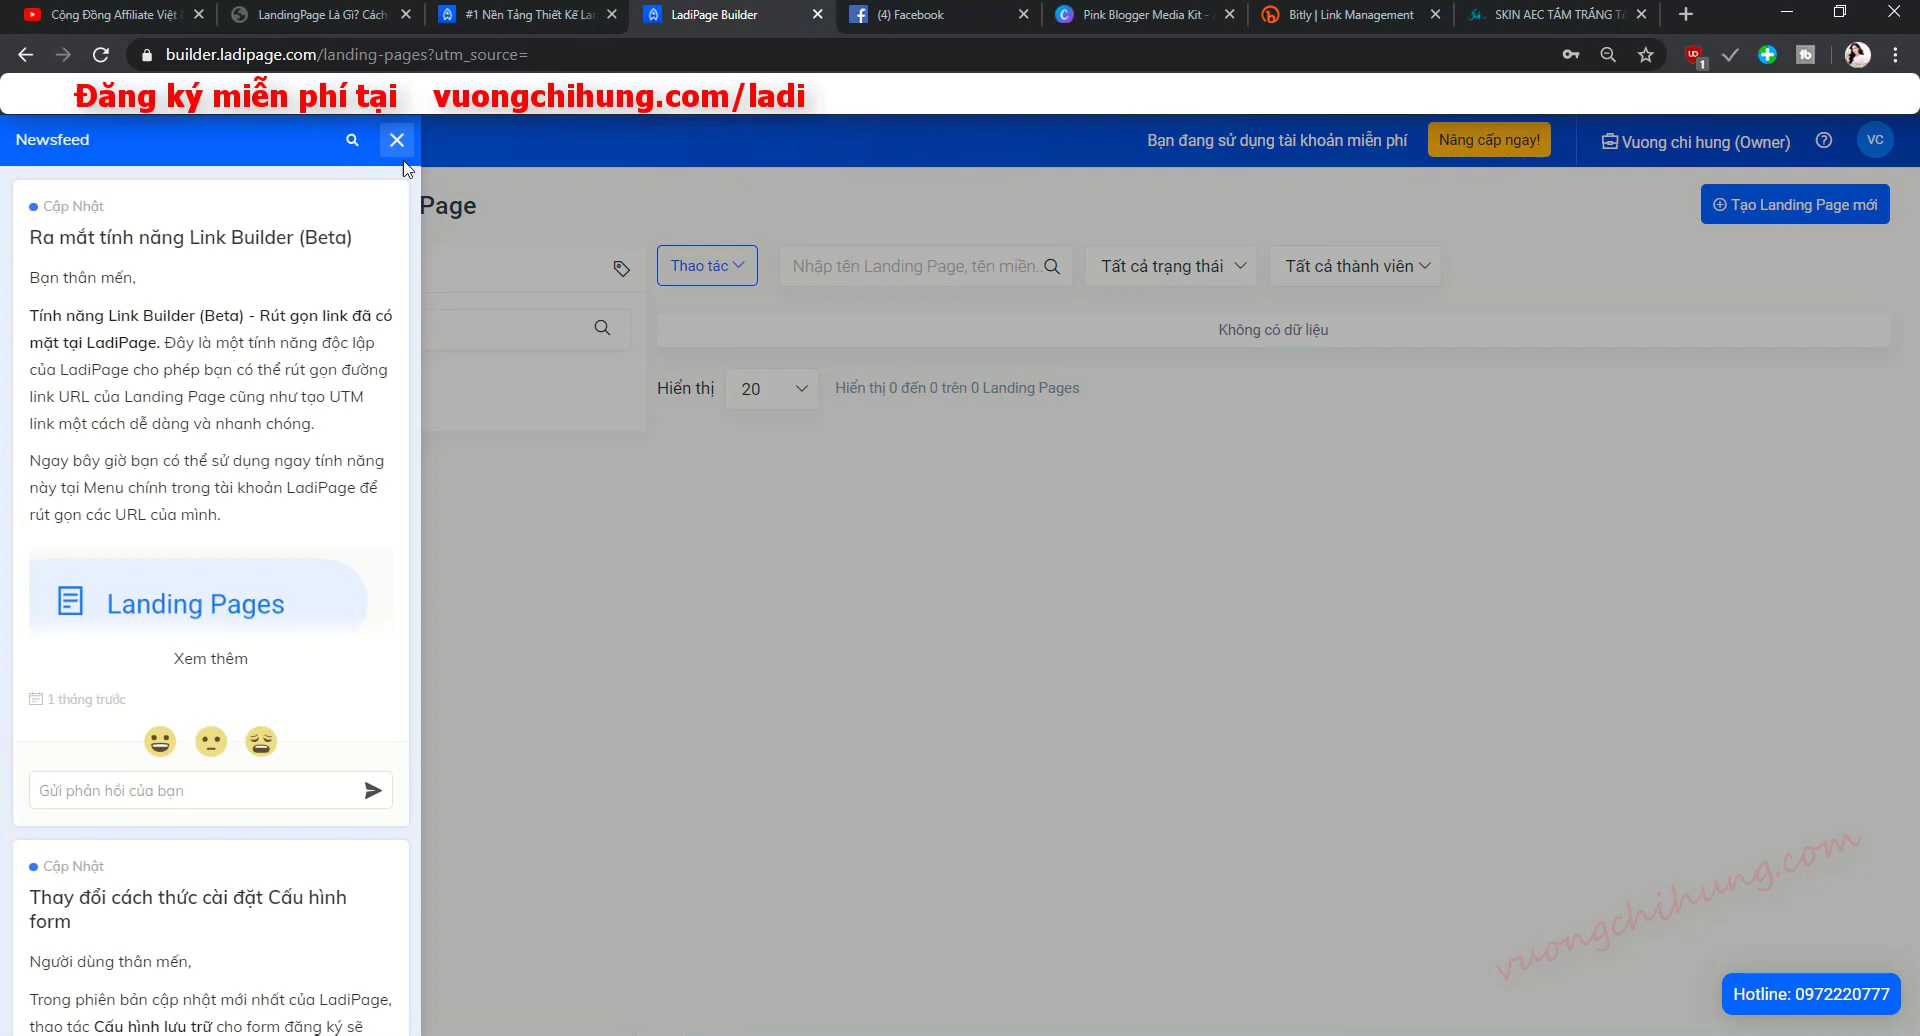 Cộng Đồng Affiliate Việt
LandingPage Là Gì? Cách
#1 Nền Tảng Thiết Kế La
LadiPage Builder
(4) Facebook
Pink Blogger Media Kit -
Bitly | Link Management
SKIN AEC TẮM TRẮNG T
builder.ladipage.com/landing-pages?utm_source=
1
Đăng ký miễn phí tại vuongchihung.com/ladi
Newsfeed
Bạn đang sử dụng tài khoản miễn phí
Nâng cấp ngay!
Vuong chi hung (Owner)
VC
Cập Nhật
Ra mắt tính năng Link Builder (Beta)
Bạn thân mến,
Tính năng Link Builder (Beta) - Rút gọn link đã có
mặt tại LadiPage. Đây là một tính năng độc lập
của LadiPage cho phép bạn có thể rút gọn đường
link URL của Landing Page cũng như tạo UTM
link một cách dễ dàng và nhanh chóng.
Ngay bây giờ bạn có thể sử dụng ngay tính năng
này tại Menu chính trong tài khoản LadiPage để
rút gọn các URL của mình.
Landing Pages
Xem thêm
1 tháng trước
Gửi phản hồi của bạn
Cập Nhật
Thay đổi cách thức cài đặt Cấu hình
form
Người dùng thân mến,
Trong phiên bản cập nhật mới nhất của LadiPage,
thao tác Cấu hình lưu trữ cho form đăng ký sẽ
Page
Tạo Landing Page mới
Thao tác
Nhập tên Landing Page, tên miền..
Tất cả trạng thái
Tất cả thành viên
Không có dữ liệu
Hiển thị
20
Hiển thị 0 đến 0 trên 0 Landing Pages
vuongchihung.com
Hotline: 0972220777